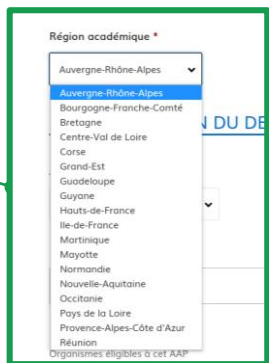 Région académique *
Auvergne-Rhône-Alpes
Auvergne-Rhône-Alpes
Bourgogne-Franche-Comté
Bretagne
N DU DE
Centre-Val de Loire
Corse
Grand-Est
Guadeloupe
Guyane
Hauts-de-France
Ile-de-France
Martinique
Mayotte
Normandie
Nouvelle-Aquitaine
Occitanie
Pays de la Loire
Provence-Alpes-Côte d'Azur
Réunion
Organismes éligibles à cet AAP